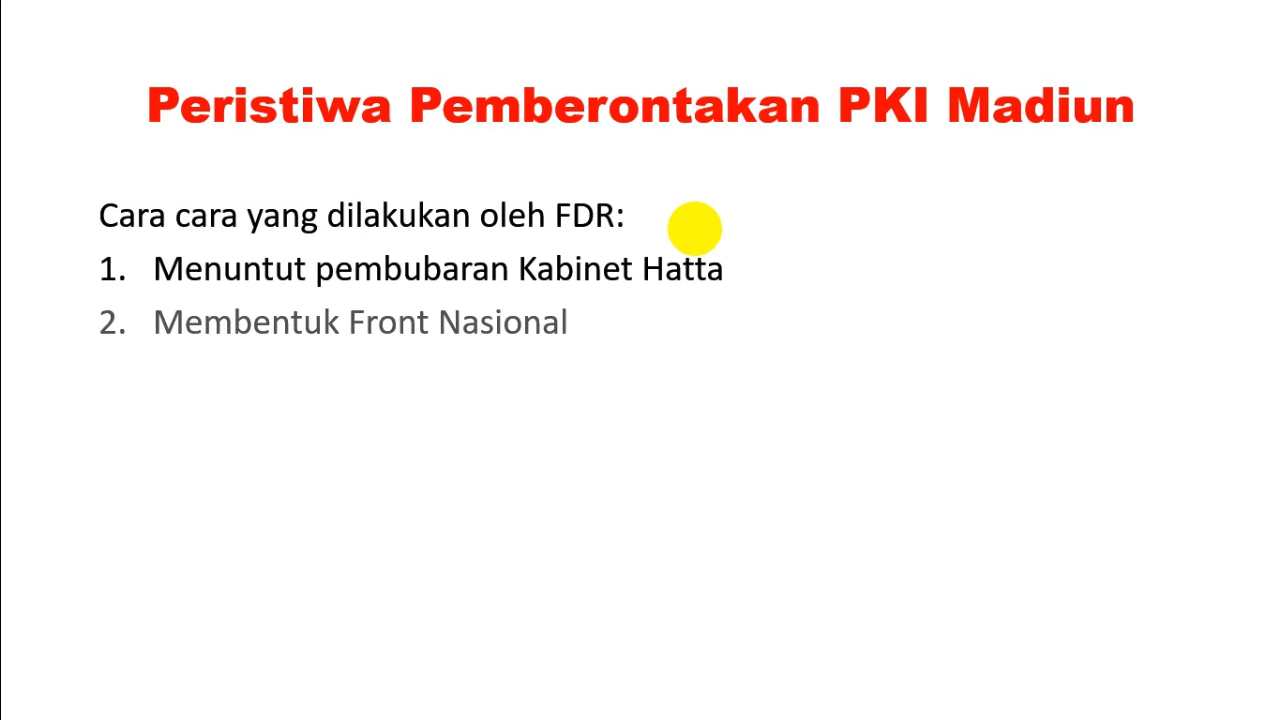 Peristiwa Pemberontakan PKI Madiun
Cara cara yang dilakukan oleh FDR:
1. Menuntut pembubaran Kabinet Hatta
2. Membentuk Front Nasional